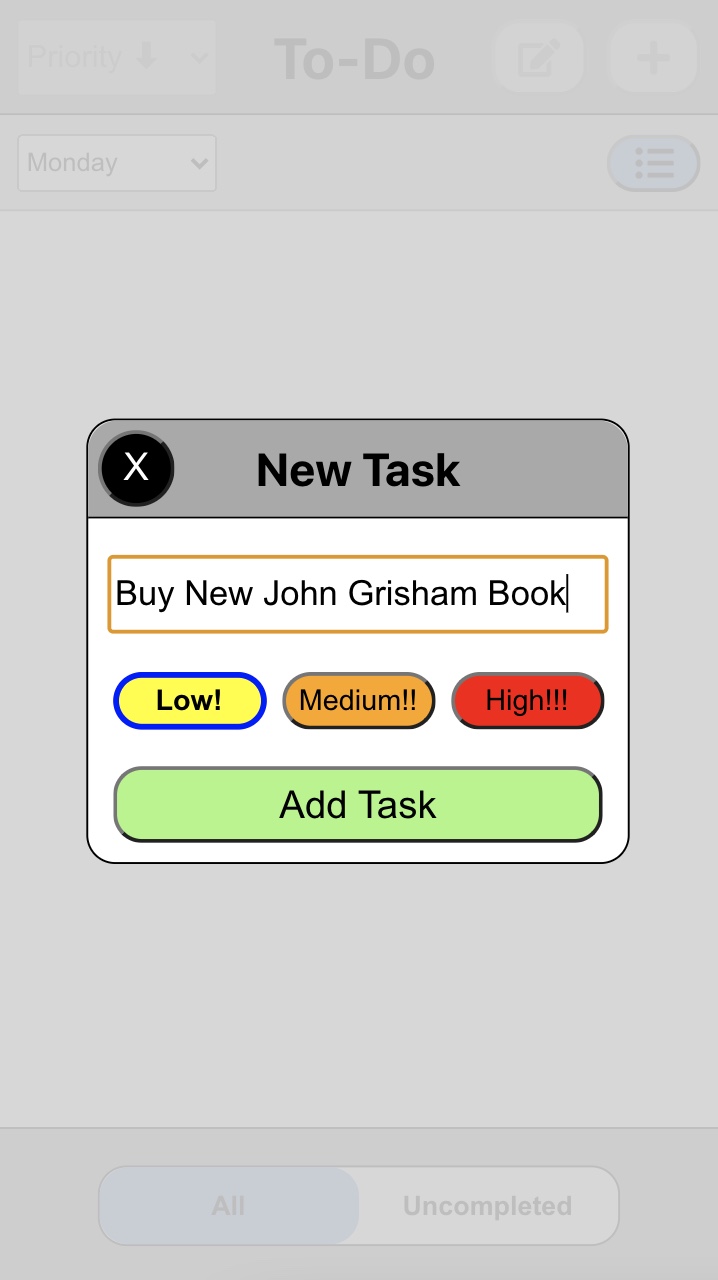 Priority ⬇
To-Do
Monday
X
New Task
Buy New John Grisham Book
Low!
Medium!!
High!!!
Add Task
All
Uncompleted